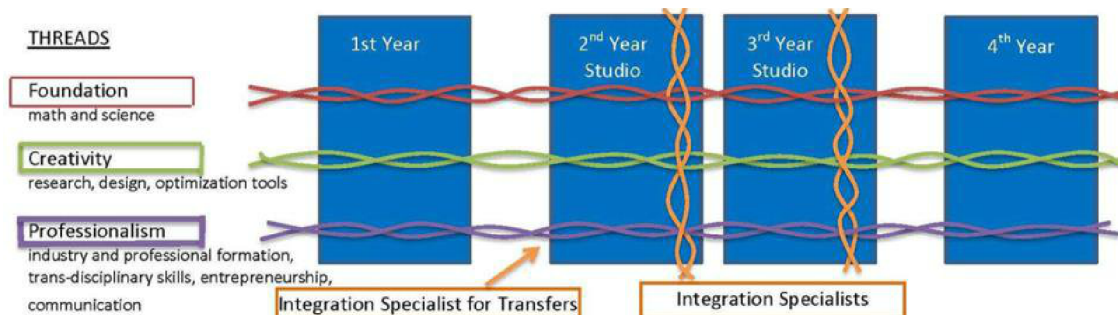 THREADS
Foundation
math and science
Creativity
research, design, optimization tools
Professionalism
industry and professional formation,
trans-disciplinary skills, entrepreneurship,
communication
1st Year
2nd Year
Studio
3rd Year
Studio
4th Year
Integration Specialist for Transfers
Integration Specialists